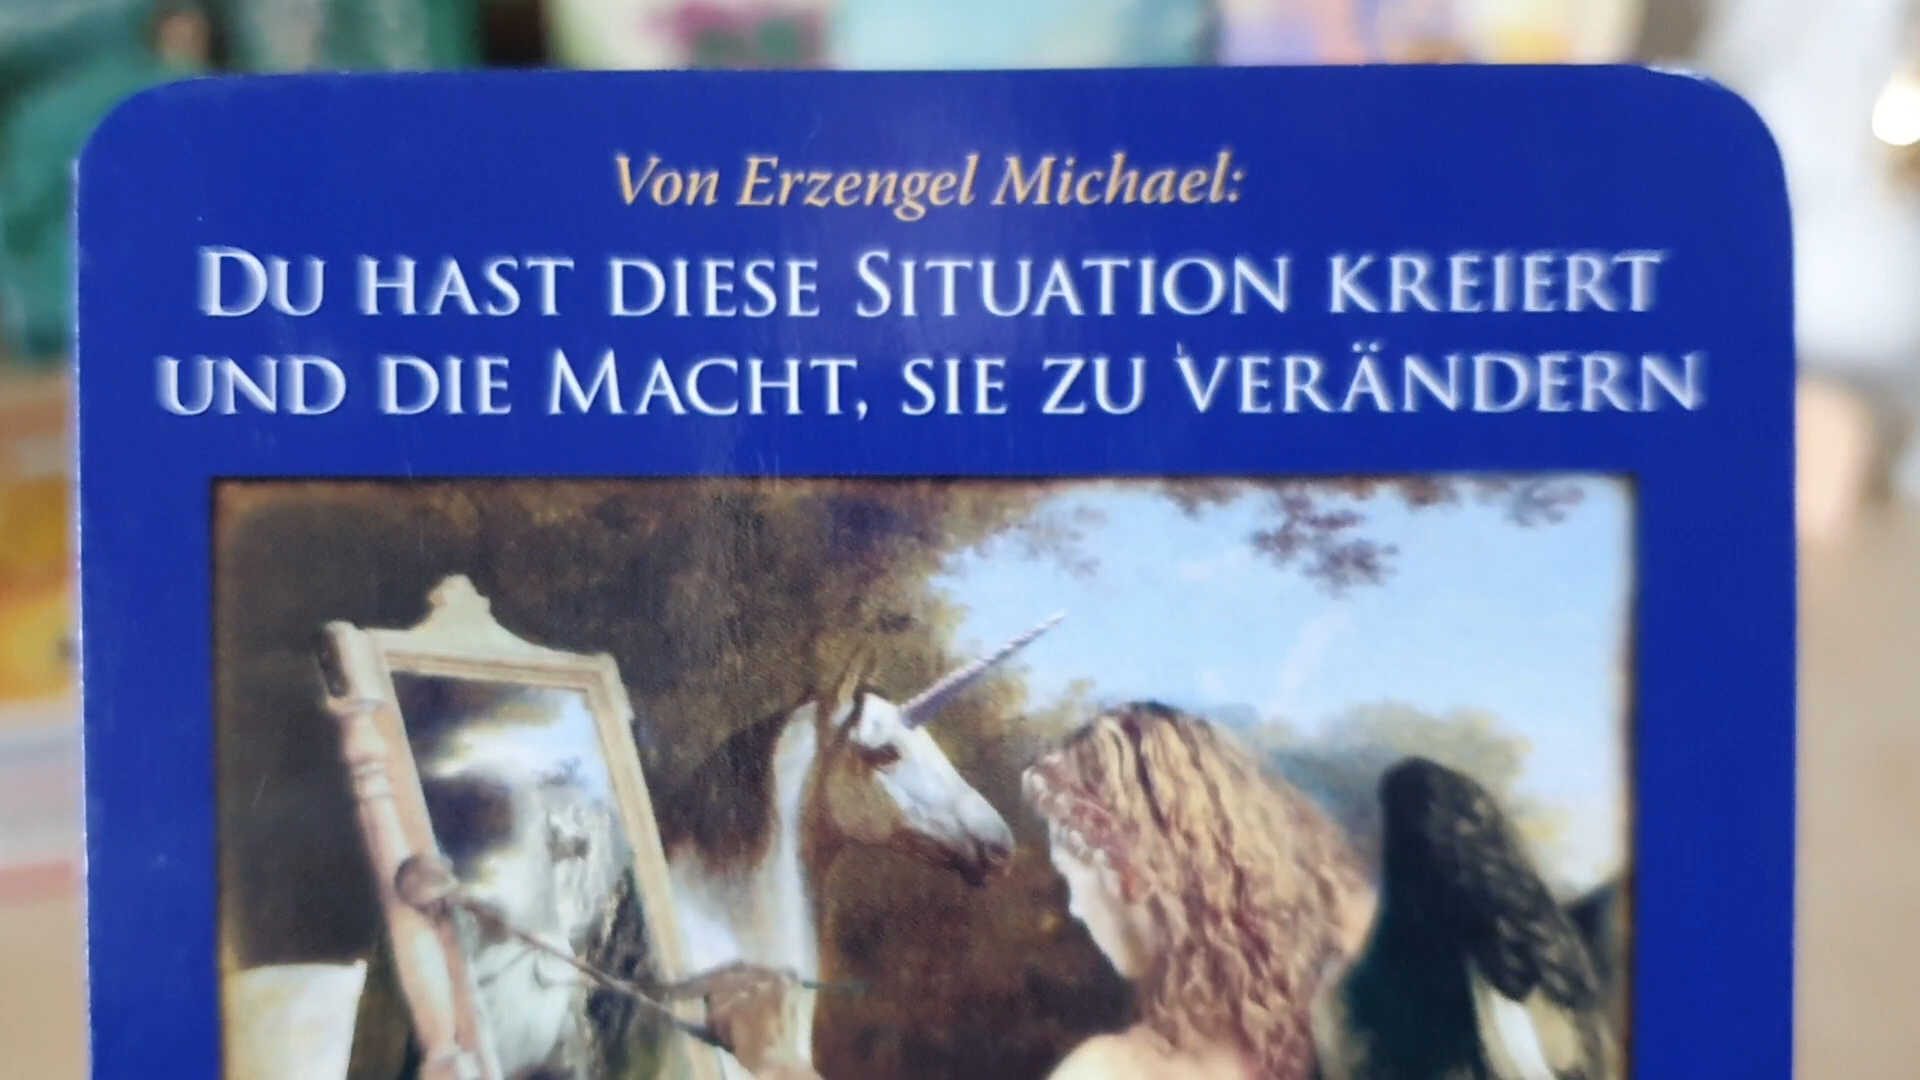 Von Erzengel Michael:
Du hast diese Situation kreiert
und die Macht, sie zu verändern